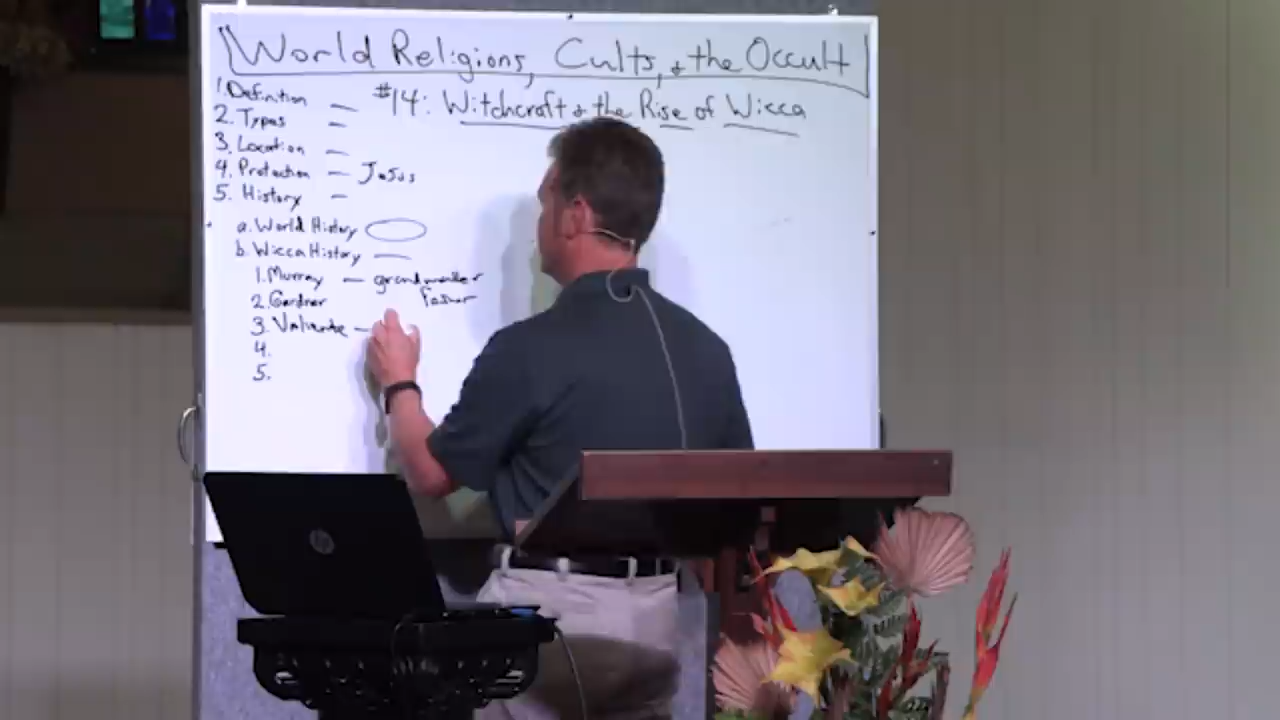 World Religions, Cults, & the Occult
#14: Witchcraft & the Rise of Wicca
1. Definition —
2. Types —
3. Location —
4. Protection — Jesus
5. History —
a. World History
b. Wicca History —
1. Murray — grandmother
2. Gardner father
3. Valiente —
4.
5.
hp